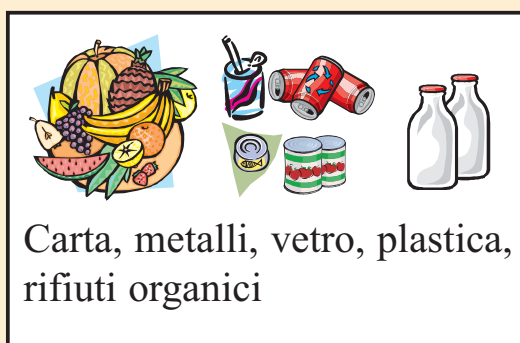 Carta, metalli, vetro, plastica,
rifiuti organici